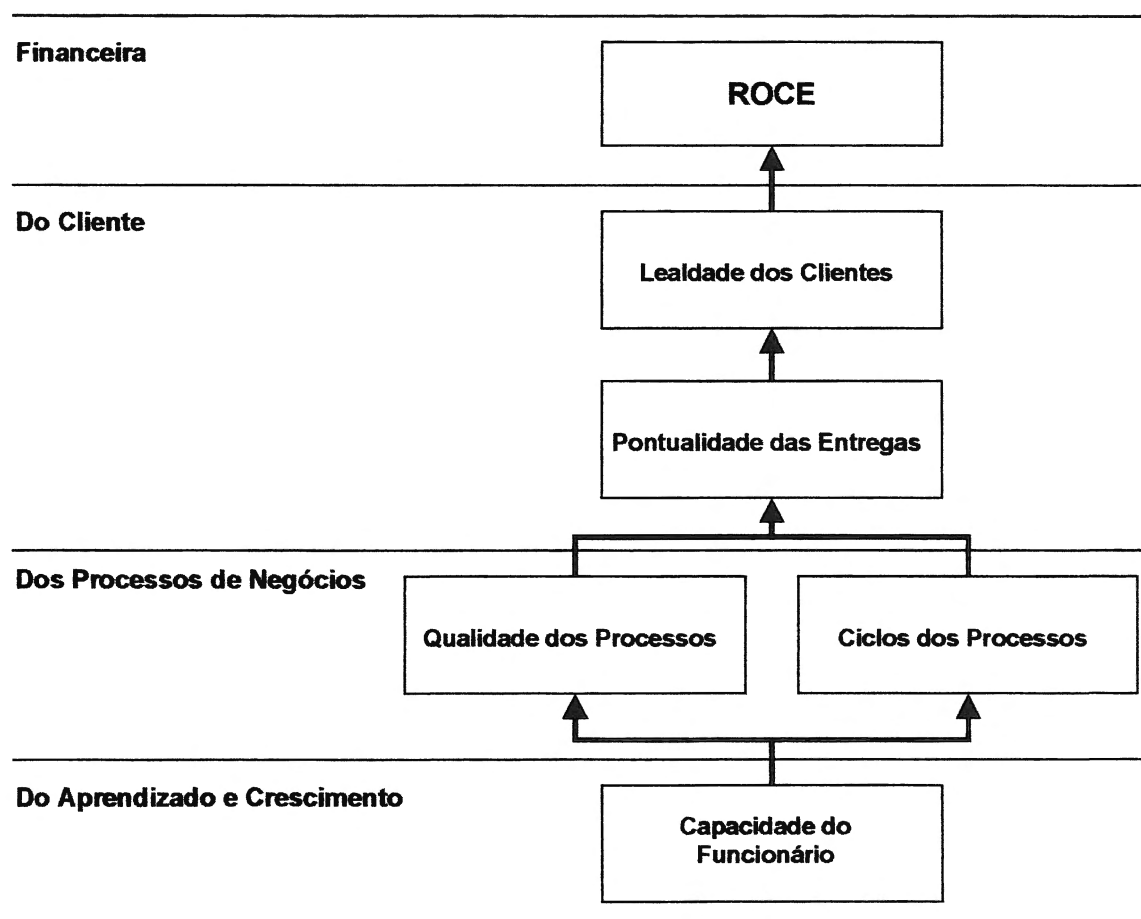 Financeira
ROCE
Do Cliente
Lealdade dos Clientes
Pontualidade das Entregas
Dos Processos de Negócios
Qualidade dos Processos
Ciclos dos Processos
Do Aprendizado e Crescimento
Capacidade do
Funcionário